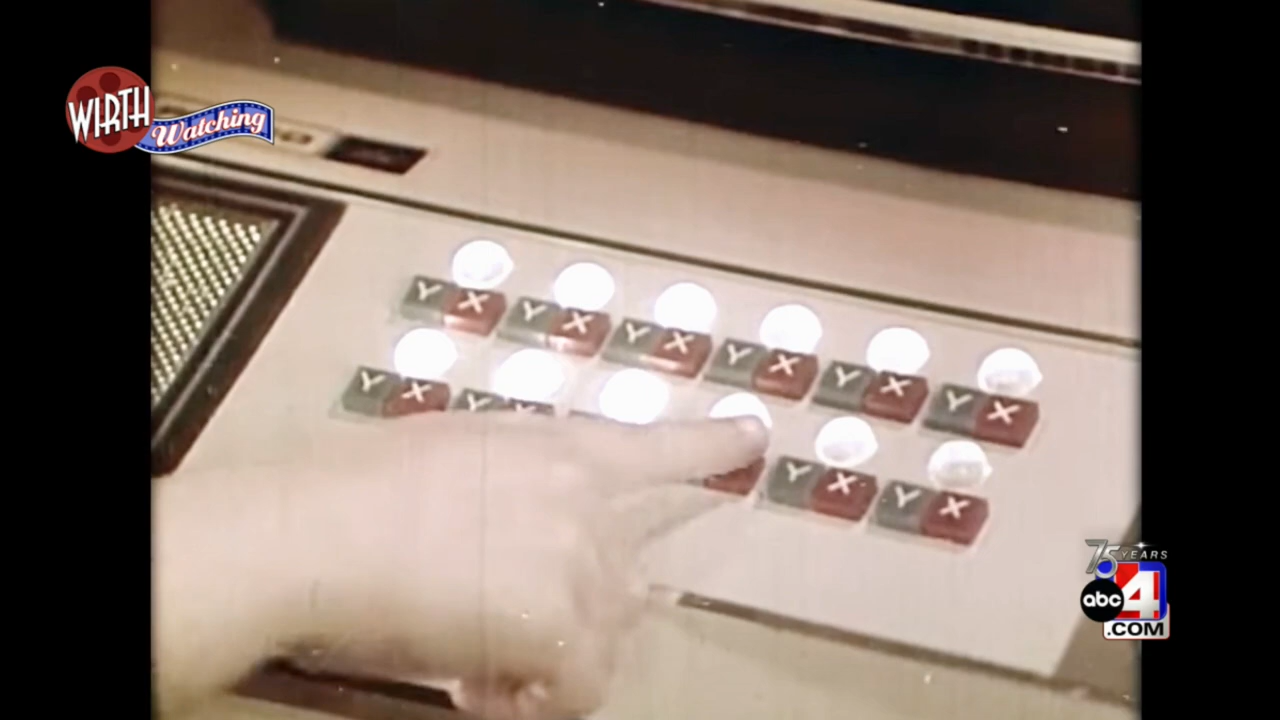 WIRTH
Watching
Y X Y X Y X Y X Y X Y X
Y X Y X Y X Y X
75 YEARS
abc 4
.COM